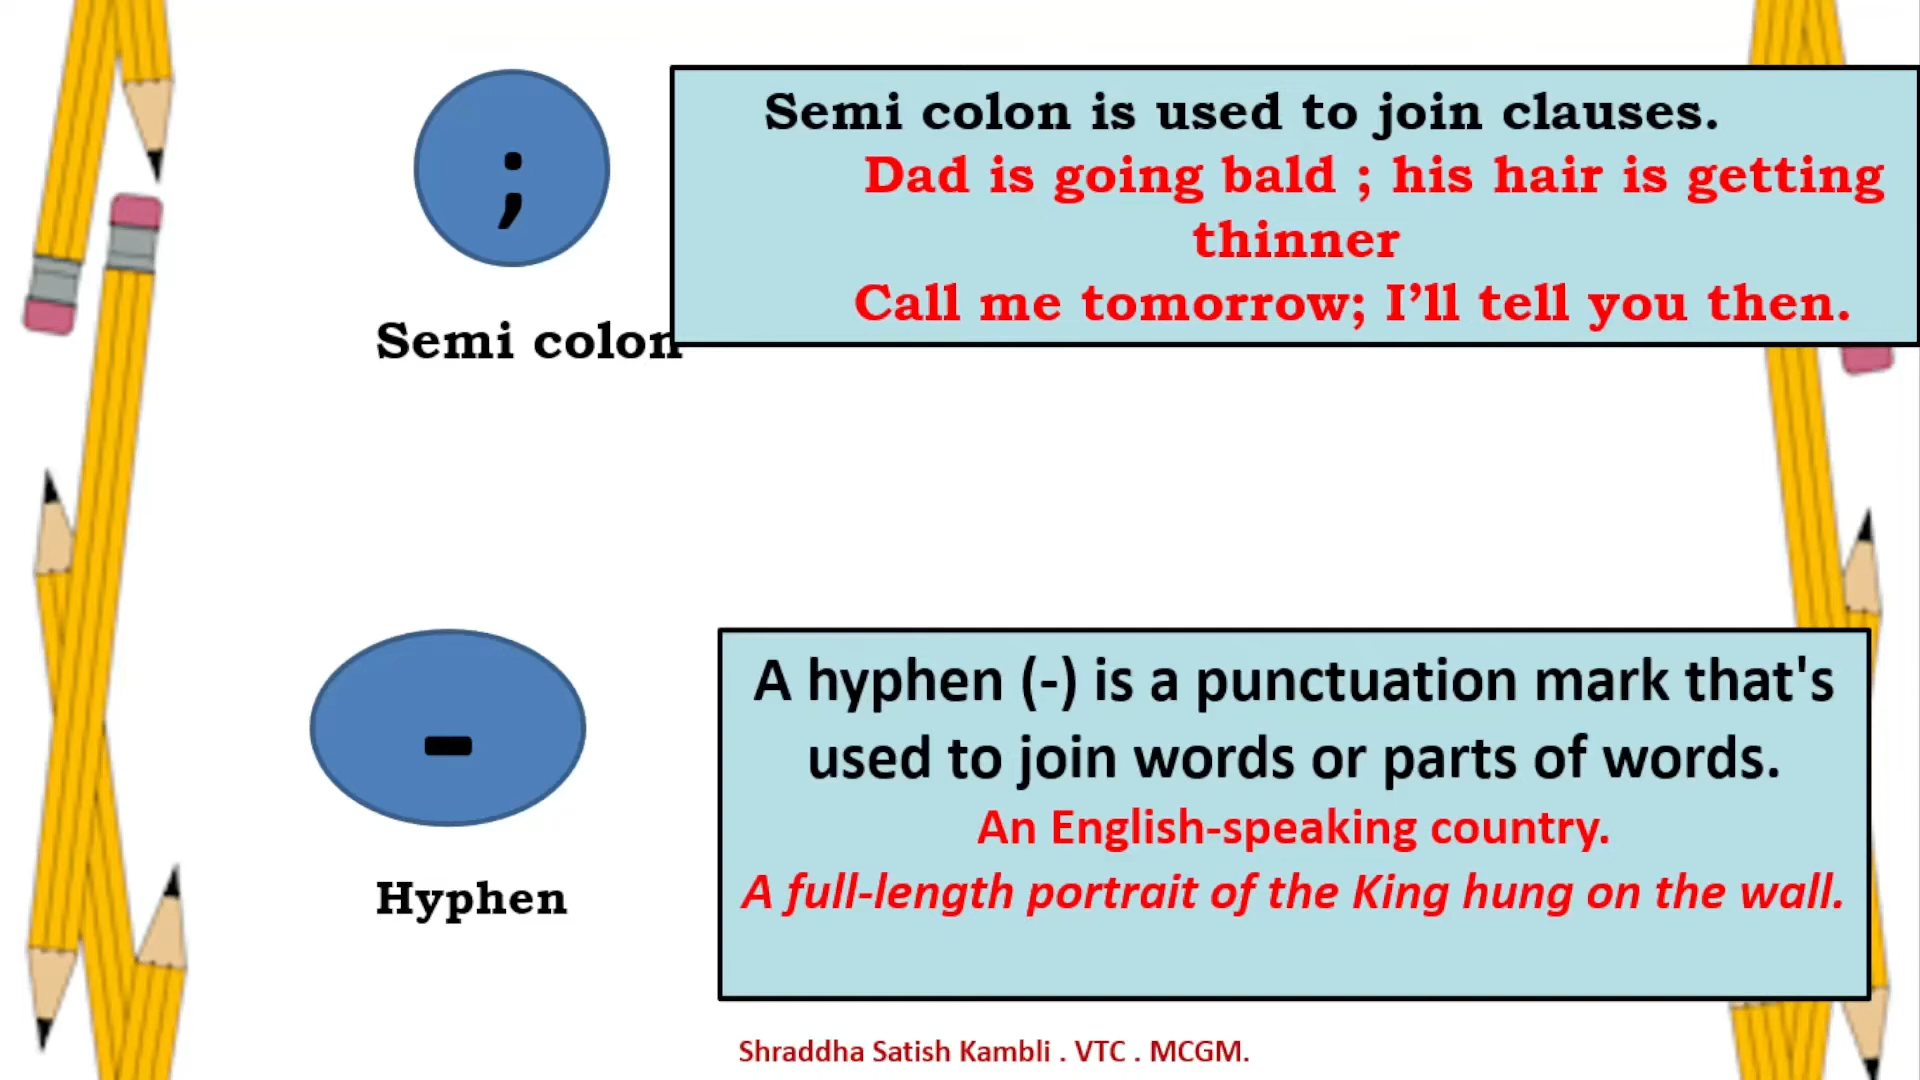 ;
Semi colon
Semi colon is used to join clauses.
Dad is going bald ; his hair is getting
thinner
Call me tomorrow; I’ll tell you then.
-
Hyphen
A hyphen (-) is a punctuation mark that's
used to join words or parts of words.
An English-speaking country.
A full-length portrait of the King hung on the wall.
Shraddha Satish Kambli . VTC . MCGM.